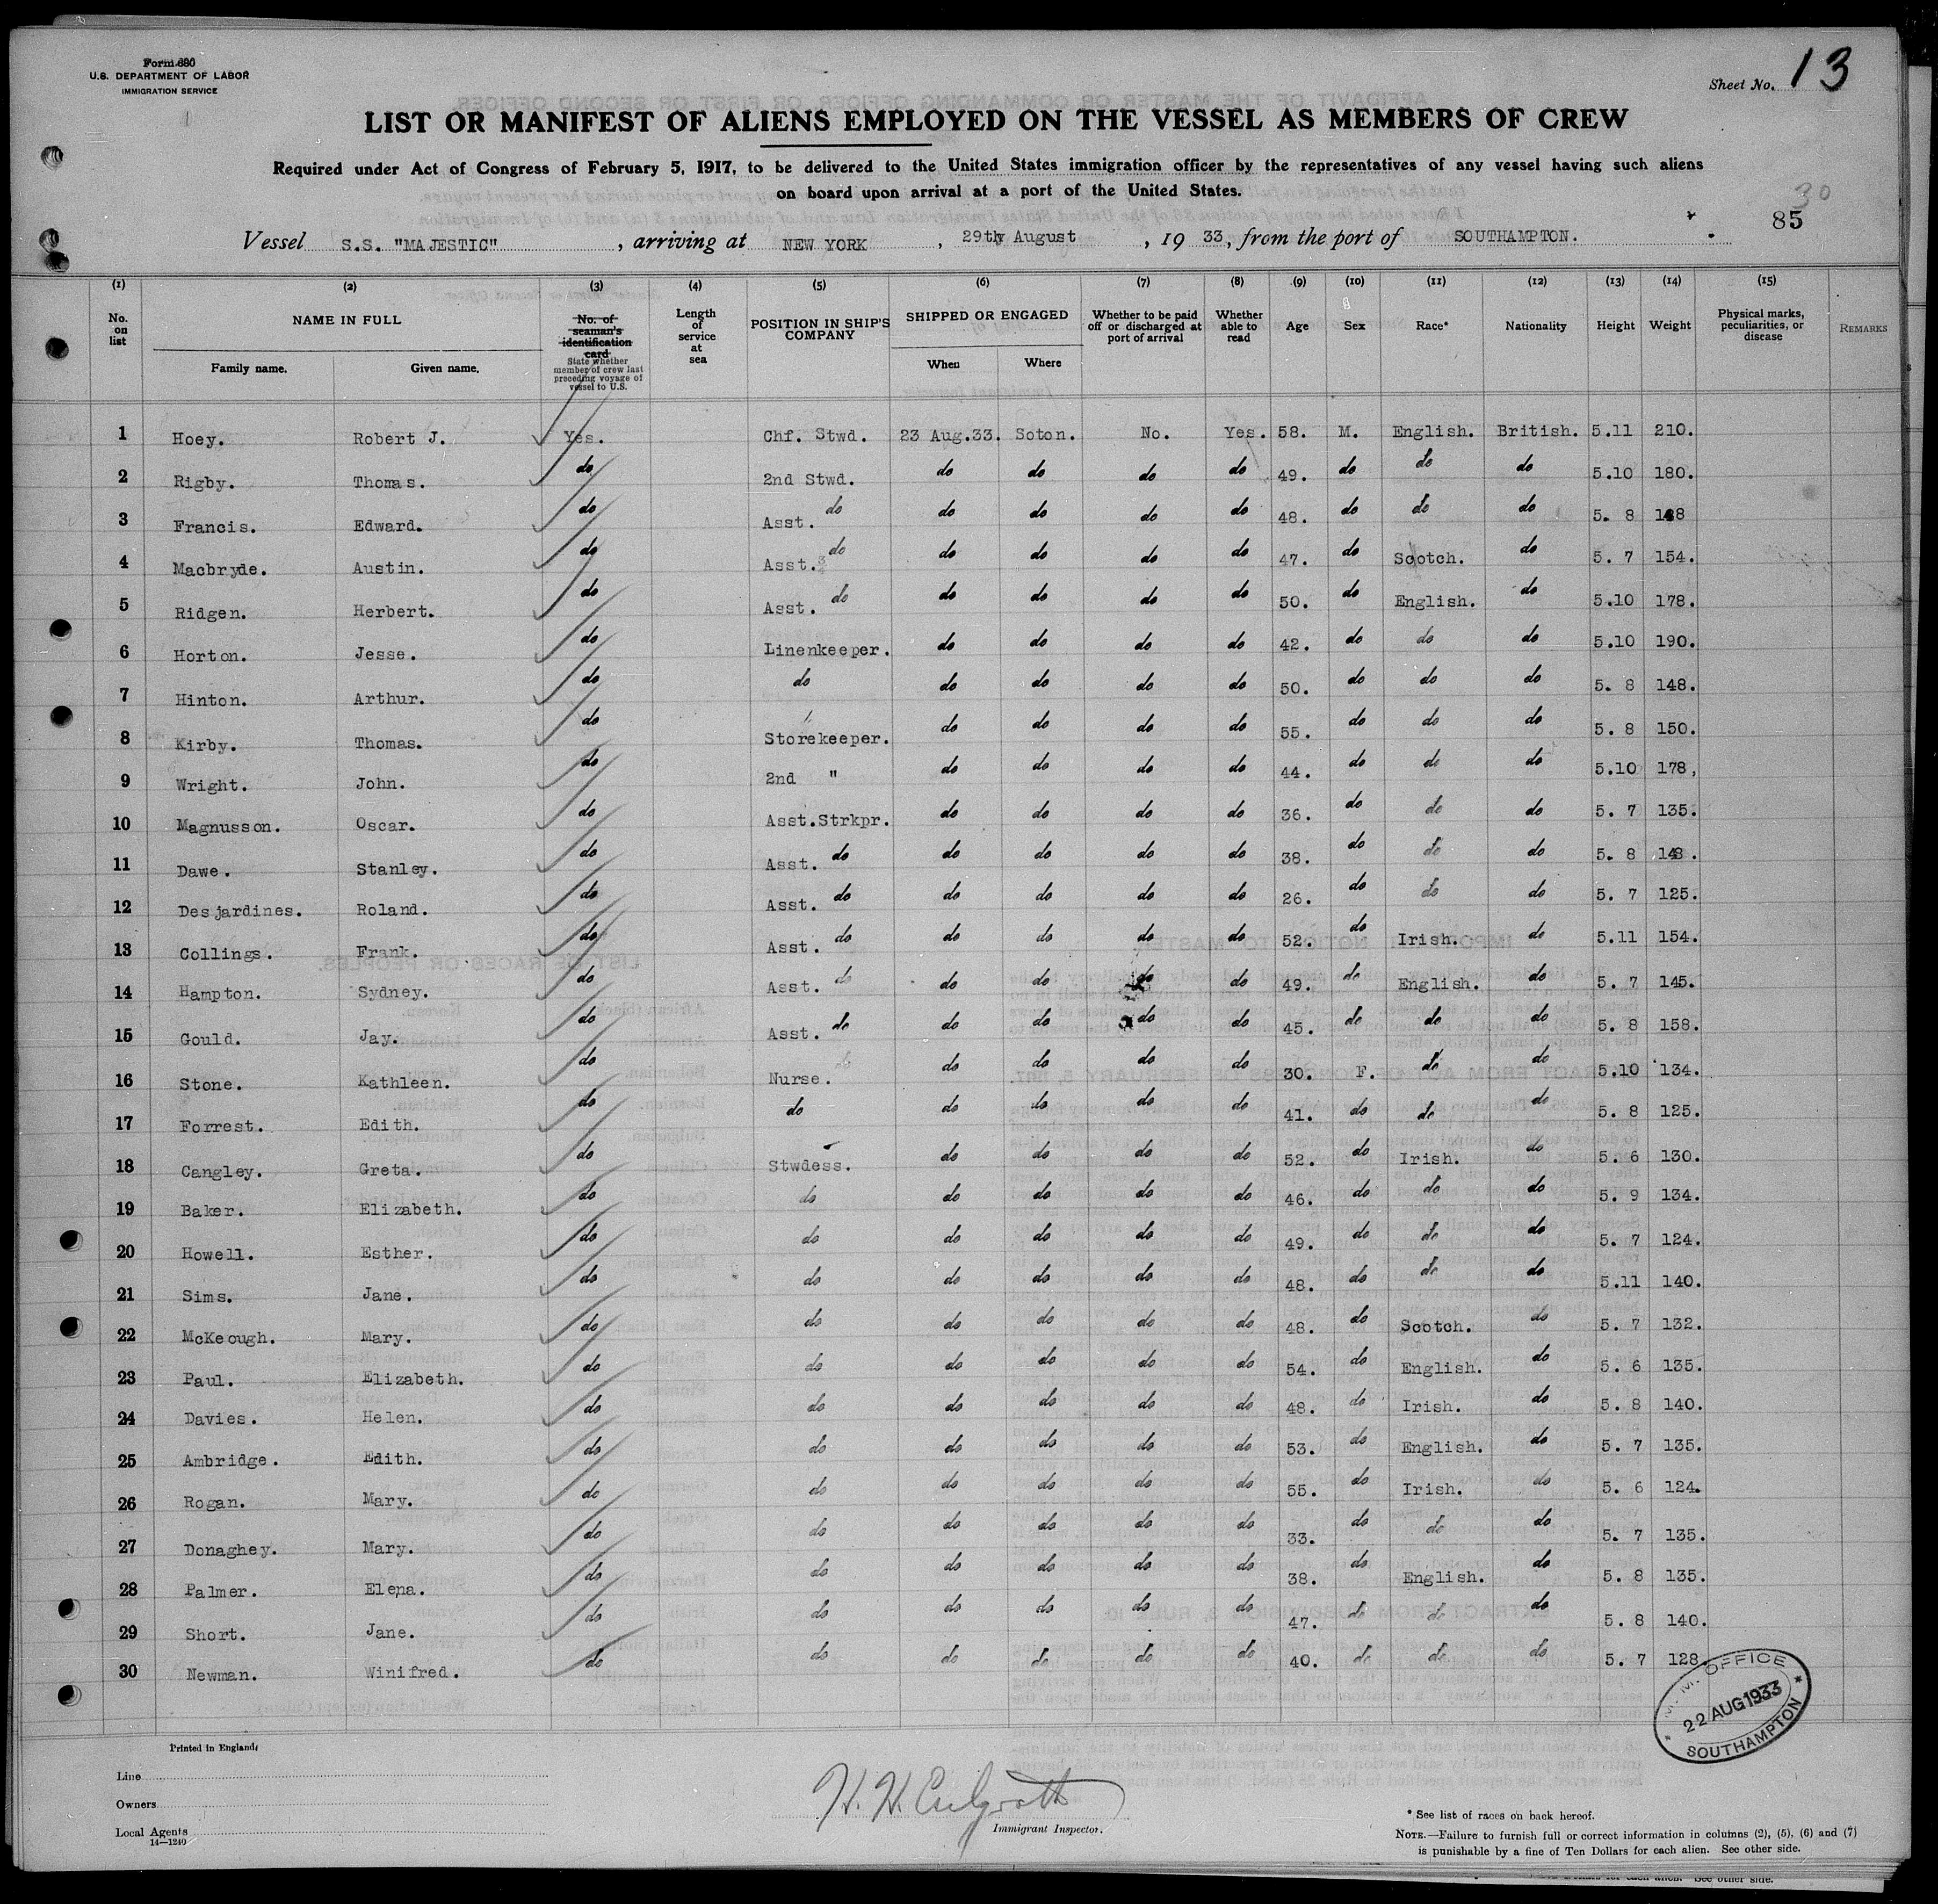 Form 680
U.S. DEPARTMENT OF LABOR
IMMIGRATION SERVICE
Sheet No. 13
LIST OR MANIFEST OF ALIENS EMPLOYED ON THE VESSEL AS MEMBERS OF CREW
Required under Act of Congress of February 5, 1917, to be delivered to the United States immigration officer by the representatives of any vessel having such aliens
on board upon arrival at a port of the United States.
30
85
Vessel S.S. "MAJESTIC", arriving at NEW YORK, 29th August, 19 33, from the port of SOUTHAMPTON.
(1) (2) (3) (4) (5) (6) (7) (8) (9) (10) (11) (12) (13) (14) (15)
No. on list NAME IN FULL Family name. Given name. No. of seaman's identification card State whether member of crew last preceding voyage of vessel to U.S. Length of service at sea POSITION IN SHIP'S COMPANY SHIPPED OR ENGAGED When Where Whether to be paid off or discharged at port of arrival Whether able to read Age Sex Race* Nationality Height Weight Physical marks, peculiarities, or disease REMARKS
1 Hoey. Robert J. Yes. Chf. Stwd. 23 Aug.33. Soton. No. Yes. 58. M. English. British. 5.11 210.
2 Rigby. Thomas. do 2nd Stwd. do do do do 49. do do do 5.10 180.
3 Francis. Edward. do Asst. do do do do do 48. do do do 5. 8 148
4 Macbryde. Austin. do Asst. do do do do do 47. do Scotch. do 5. 7 154.
5 Ridgen. Herbert. do Asst. do do do do do 50. do English. do 5.10 178.
6 Horton. Jesse. do Linenkeeper. do do do do 42. do do do 5.10 190.
7 Hinton. Arthur. do do do do do do 50. do do do 5. 8 148.
8 Kirby. Thomas. do Storekeeper. do do do do 55. do do do 5. 8 150.
9 Wright. John. do 2nd " do do do do 44. do do do 5.10 178,
10 Magnusson. Oscar. do Asst.Strkpr. do do do do 36. do do do 5. 7 135.
11 Dawe. Stanley. do Asst. do do do do do 38. do do do 5. 8 148.
12 Desjardines. Roland. do Asst. do do do do do 26. do do do 5. 7 125.
13 Collings. Frank. do Asst. do do do do do 52. do Irish. do 5.11 154.
14 Hampton. Sydney. do Asst. do do do do do 49. do English. do 5. 7 145.
15 Gould. Jay. do Asst. do do do do do 45. do do do 5. 8 158.
16 Stone. Kathleen. do Nurse. do do do do 30. F. do do 5.10 134.
17 Forrest. Edith. do do do do do do 41. do do do 5. 8 125.
18 Cangley. Greta. do Stwdess. do do do do 52. do Irish. do 5. 6 130.
19 Baker. Elizabeth. do do do do do do 46. do do do 5. 9 134.
20 Howell. Esther. do do do do do do 49. do do do 5. 7 124.
21 Sims. Jane. do do do do do do 48. do do do 5.11 140.
22 McKeough. Mary. do do do do do do 48. do Scotch. do 5. 7 132.
23 Paul. Elizabeth. do do do do do do 54. do English. do 5. 6 135.
24 Davies. Helen. do do do do do do 48. do Irish. do 5. 8 140.
25 Ambridge. Edith. do do do do do do 53. do English. do 5. 7 135.
26 Rogan. Mary. do do do do do do 55. do Irish. do 5. 6 124.
27 Donaghey. Mary. do do do do do do 33. do do do 5. 7 135.
28 Palmer. Elena. do do do do do do 38. do English. do 5. 8 135.
29 Short. Jane. do do do do do do 47. do do do 5. 8 140.
30 Newman. Winifred. do do do do do do 40. do do do 5. 7 128.
OFFICE
22 AUG 1933
SOUTHAMPTON
Printed in England.
Line
Owners
Local Agents
14—1240
H. H.
Immigrant Inspector.
* See list of races on back hereof.
NOTE.—Failure to furnish full or correct information in columns (2), (5), (6) and (7)
is punishable by a fine of Ten Dollars for each alien. See other side.
See other side.